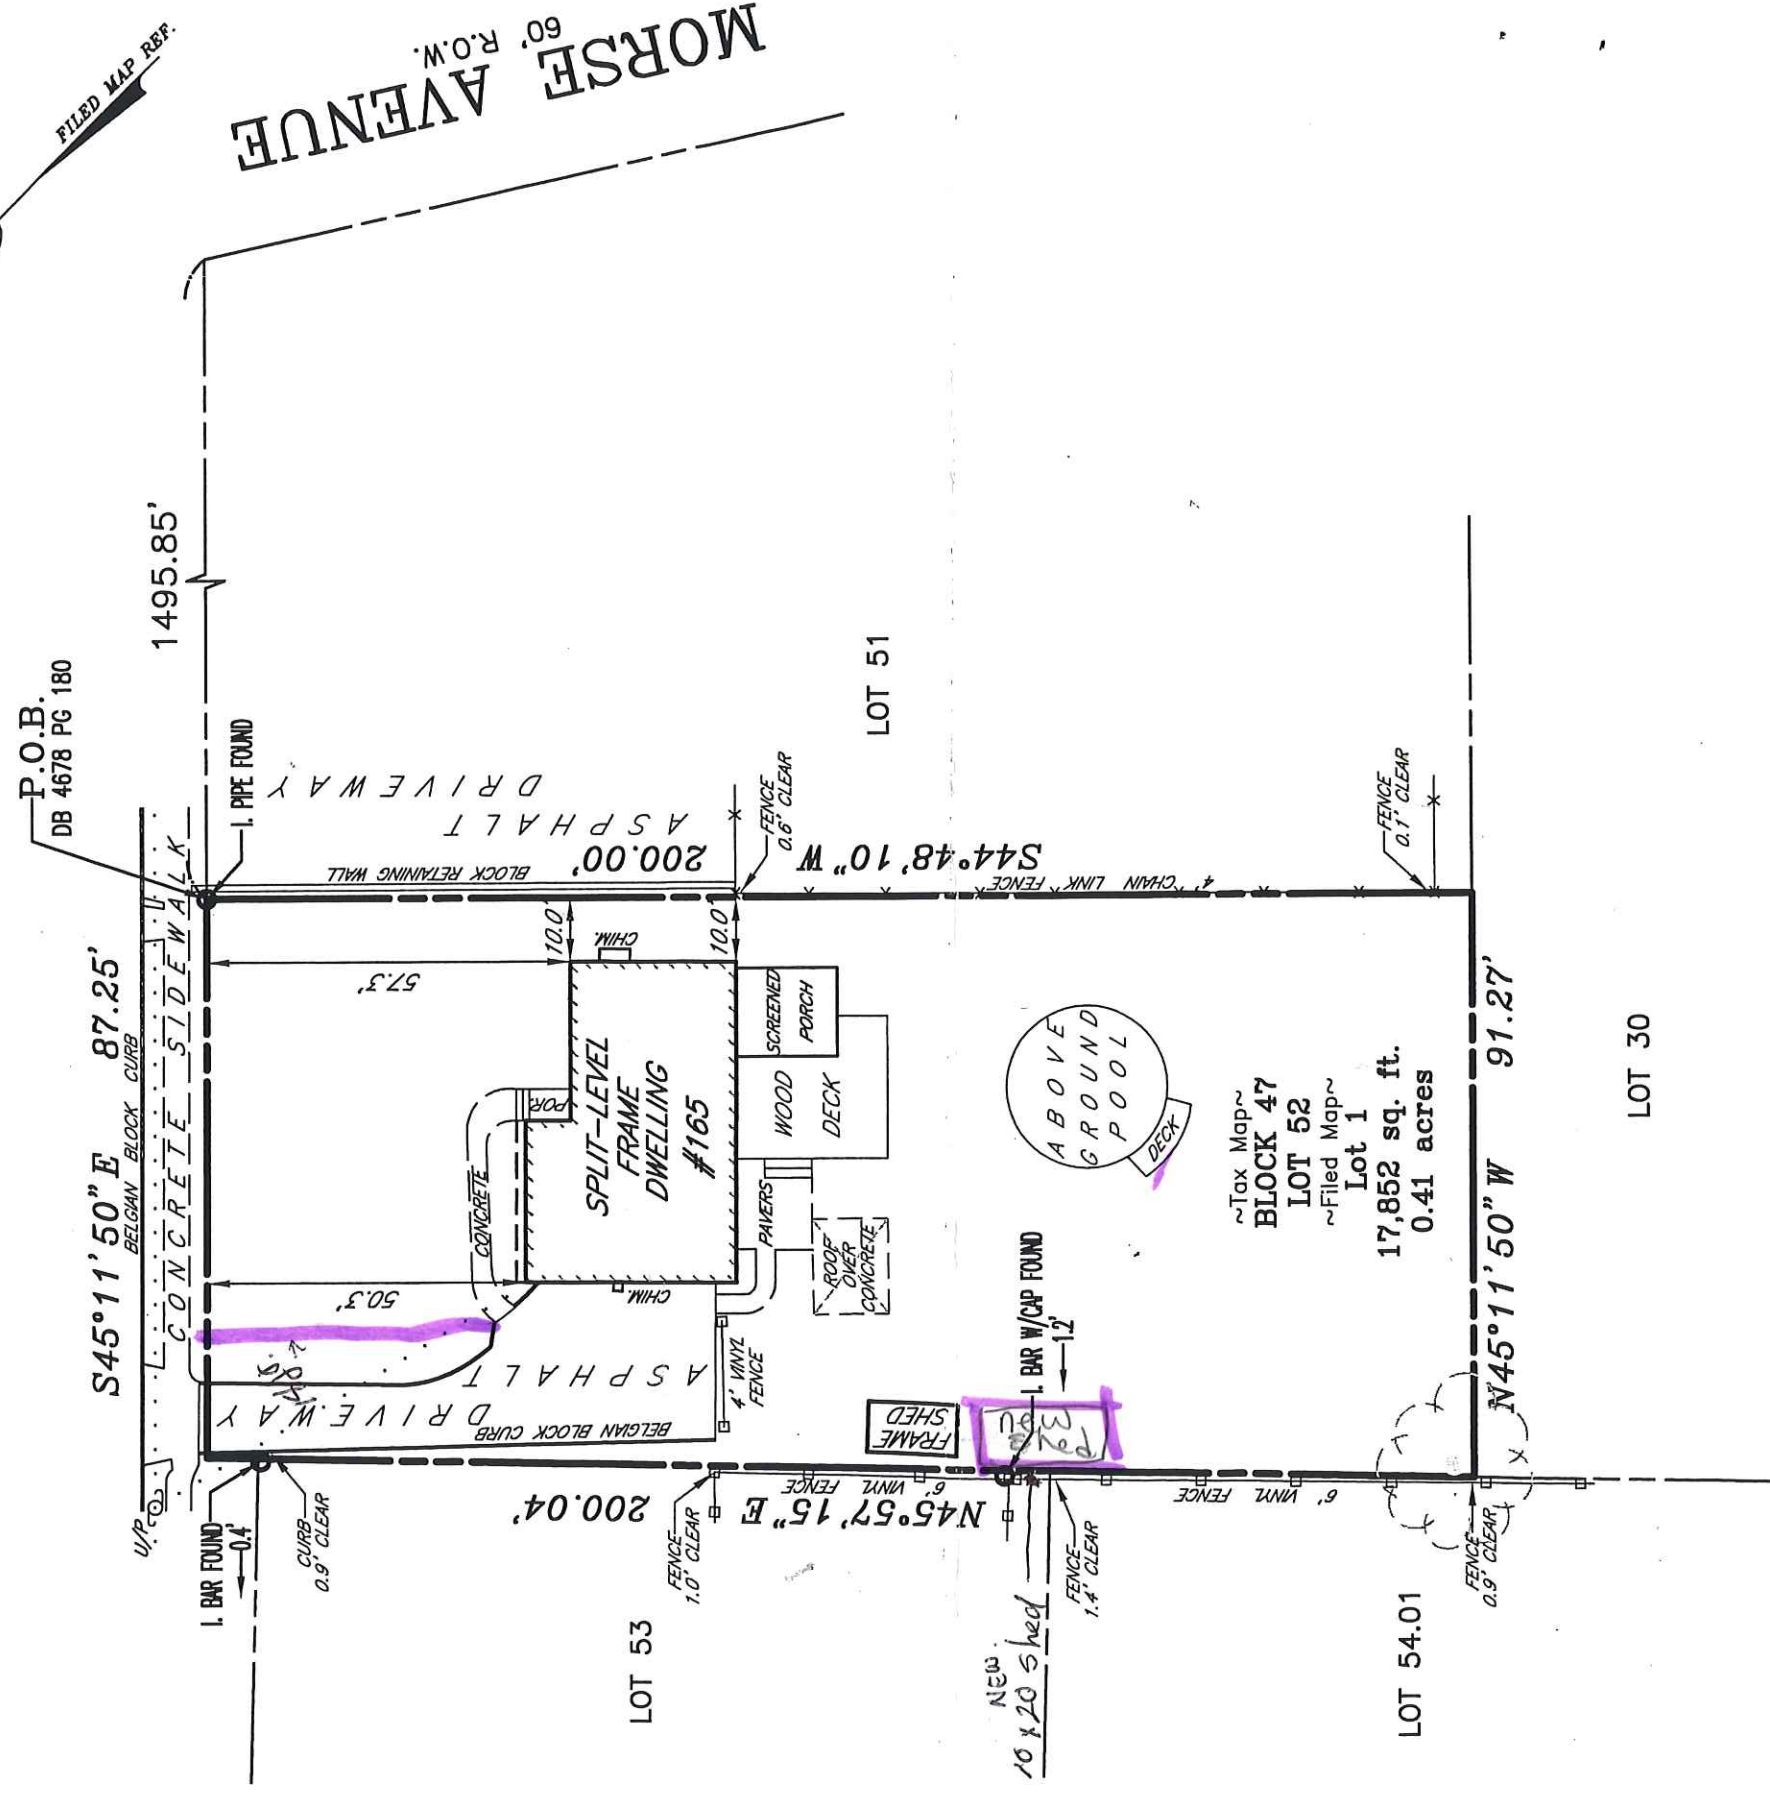 FILED MAP REF.
MORSE AVENUE
60' R.O.W.
1495.85'
P.O.B.
DB 4678 PG 180
I. PIPE FOUND
ASPHALT
DRIVEWAY
BLOCK RETAINING WALL
200.00'
S44°48'10"W
FENCE
0.6' CLEAR
4' CHAIN LINK FENCE
FENCE
0.1' CLEAR
LOT 51
S45°11'50"E 87.25'
BELGIAN BLOCK CURB
CONCRETE SIDEWALK
57.3'
10.0'
CHIM.
10.0'
50.3'
CONCRETE
POR.
SPLIT-LEVEL
FRAME
DWELLING
#165
CHIM.
SCREENED
PORCH
WOOD
DECK
PAVERS
ROOF
OVER
CONCRETE
ABOVE
GROUND
POOL
DECK
~Tax Map~
BLOCK 47
LOT 52
~Filed Map~
Lot 1
17,852 sq. ft.
0.41 acres
N45°11'50"W 91.27'
LOT 30
ASPHALT
DRIVEWAY
BELGIAN BLOCK CURB
4' VINYL
FENCE
FRAME
SHED
I. BAR W/CAP FOUND
1.2'
U/P
I. BAR FOUND
0.4'
CURB
0.9' CLEAR
FENCE
1.0' CLEAR
200.04'
N45°57'15"E
6' VINYL FENCE
6' VINYL FENCE
FENCE
1.4' CLEAR
FENCE
0.9' CLEAR
NEW
10 x 20 Shed
LOT 53
LOT 54.01